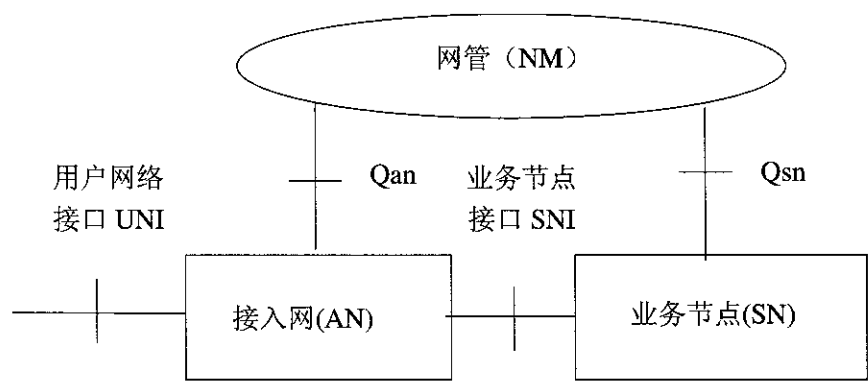 网管（NM）
用户网络
接口 UNI
Qan
业务节点
接口 SNI
Qsn
接入网(AN)
业务节点(SN)